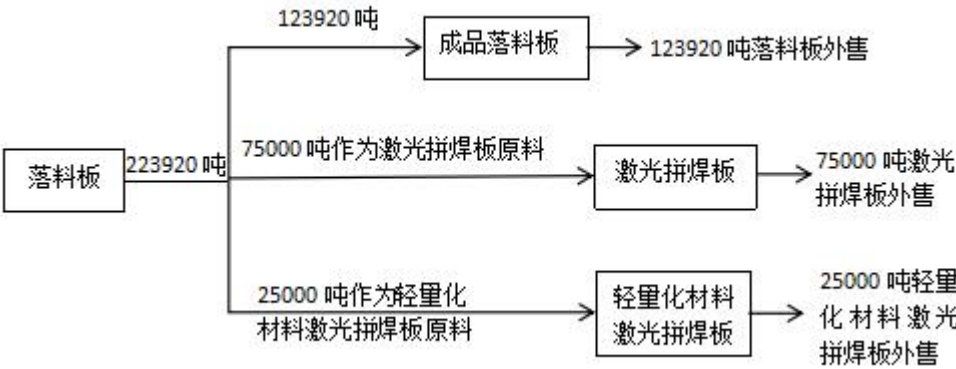 123920 吨
成品落料板
123920 吨落料板外售
落料板
223920 吨
75000 吨作为激光拼焊板原料
激光拼焊板
75000 吨激光
拼焊板外售
25000 吨作为轻量化
材料激光拼焊板原料
轻量化材料
激光拼焊板
25000 吨轻量
化材料激光
拼焊板外售